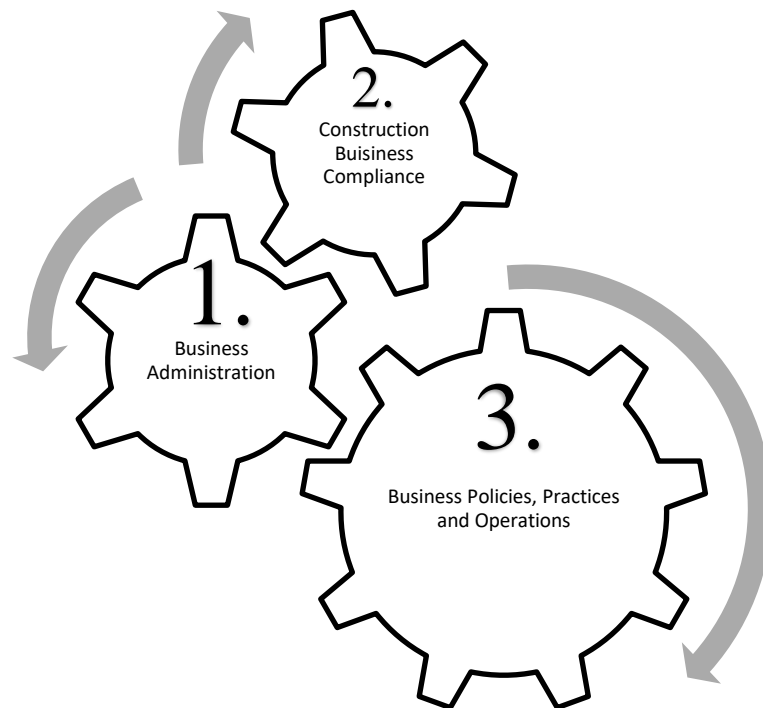 2.
Construction
Buisiness
Compliance
1.
Business
Administration
3.
Business Policies, Practices
and Operations